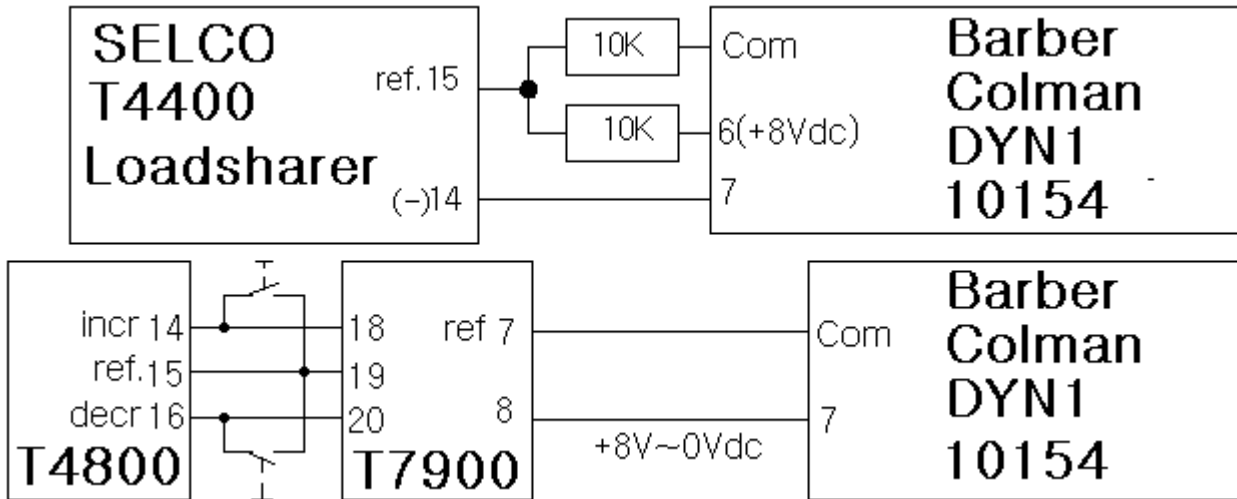 SELCO
T4400
Loadsharer
ref.15
(-)14
10K
10K
Com
6(+8Vdc)
7
Barber
Colman
DYN1
10154
incr 14
ref.15
decr 16
T4800
18
19
20
ref 7
8
T7900
+8V~0Vdc
Com
7
Barber
Colman
DYN1
10154